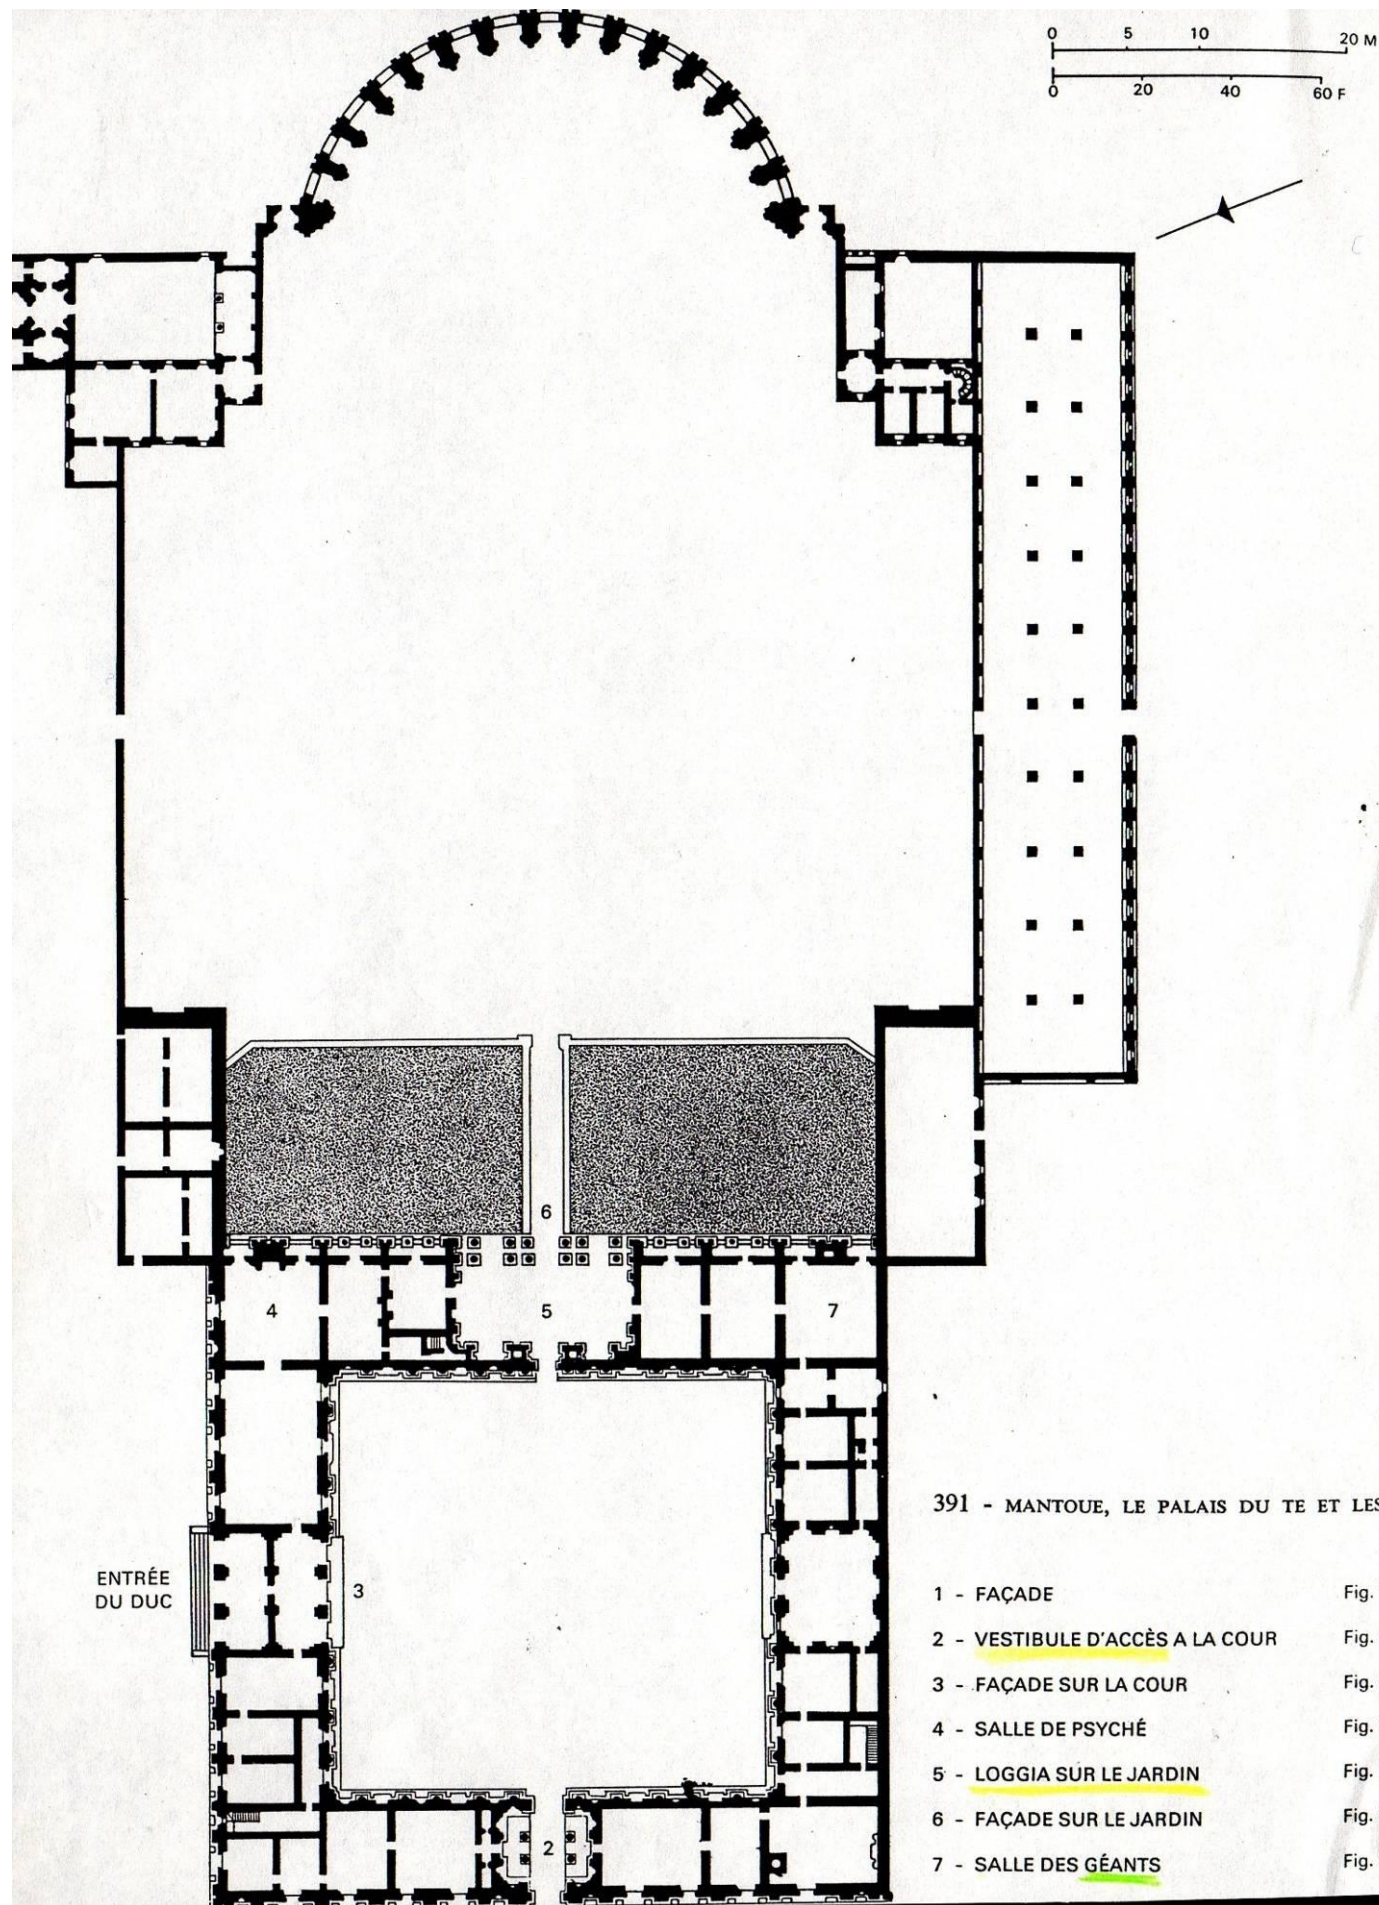 0 5 10 20 M
0 20 40 60 F
6
4 5 7
ENTRÉE
DU DUC
3
2
391 - MANTOUE, LE PALAIS DU TE ET LES
1 - FAÇADE Fig.
2 - VESTIBULE D'ACCÈS A LA COUR Fig.
3 - FAÇADE SUR LA COUR Fig.
4 - SALLE DE PSYCHÉ Fig.
5 - LOGGIA SUR LE JARDIN Fig.
6 - FAÇADE SUR LE JARDIN Fig.
7 - SALLE DES GÉANTS Fig.